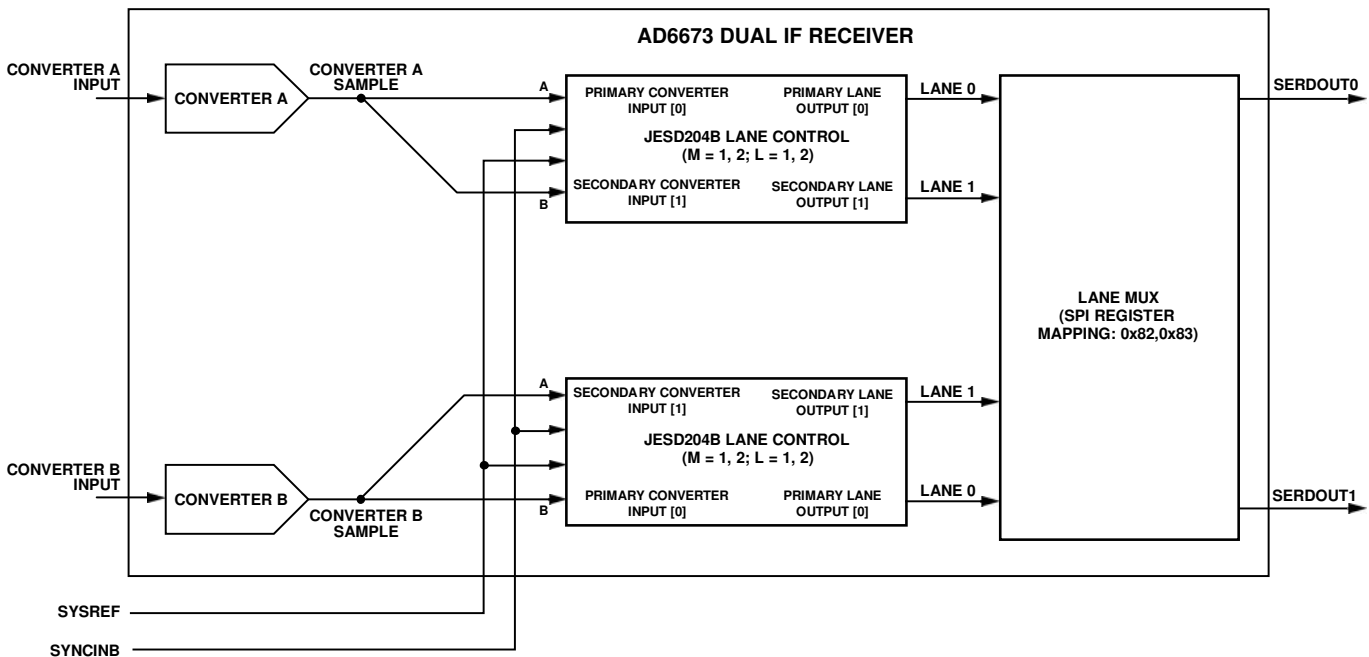 AD6673 DUAL IF RECEIVER
CONVERTER A
INPUT
CONVERTER A
CONVERTER A
SAMPLE
A
PRIMARY CONVERTER
INPUT [0]
PRIMARY LANE
OUTPUT [0]
JESD204B LANE CONTROL
(M = 1, 2; L = 1, 2)
SECONDARY CONVERTER
INPUT [1]
SECONDARY LANE
OUTPUT [1]
B
LANE 0
LANE 1
SERDOUT0
LANE MUX
(SPI REGISTER
MAPPING: 0x82,0x83)
A
SECONDARY CONVERTER
INPUT [1]
SECONDARY LANE
OUTPUT [1]
JESD204B LANE CONTROL
(M = 1, 2; L = 1, 2)
PRIMARY CONVERTER
INPUT [0]
PRIMARY LANE
OUTPUT [0]
B
LANE 1
LANE 0
CONVERTER B
INPUT
CONVERTER B
CONVERTER B
SAMPLE
SERDOUT1
SYSREF
SYNCINB